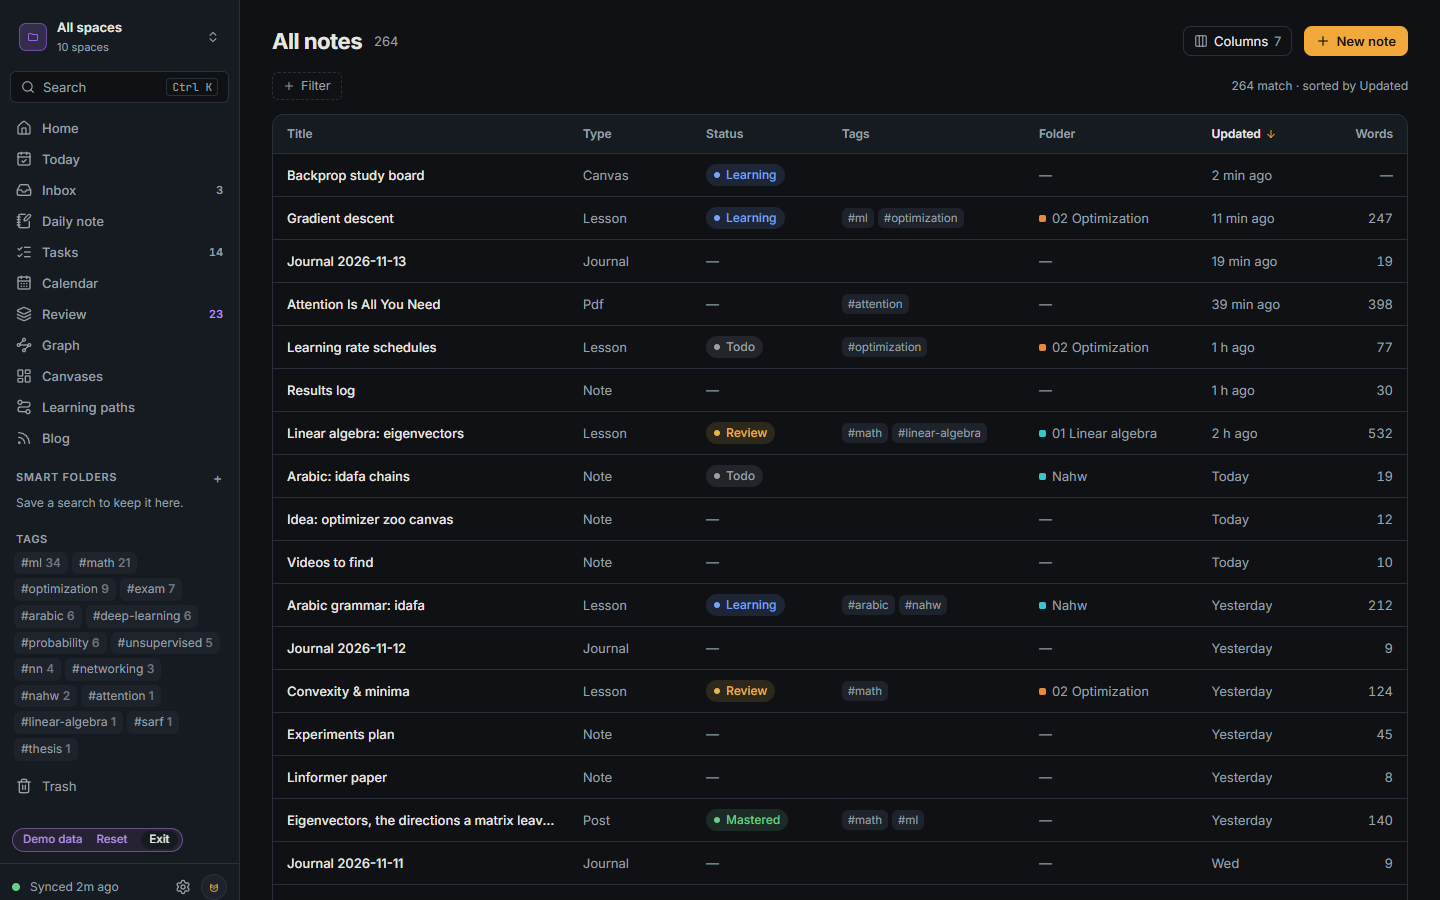 All spaces
10 spaces
Search Ctrl K
Home
Today
Inbox 3
Daily note
Tasks 14
Calendar
Review 23
Graph
Canvases
Learning paths
Blog
SMART FOLDERS +
Save a search to keep it here.
TAGS
#ml 34 #math 21
#optimization 9 #exam 7
#arabic 6 #deep-learning 6
#probability 6 #unsupervised 5
#nn 4 #networking 3
#nahw 2 #attention 1
#linear-algebra 1 #sarf 1
#thesis 1
Trash
Demo data Reset Exit
Synced 2m ago
All notes 264
Columns 7 + New note
+ Filter
264 match · sorted by Updated
Title Type Status Tags Folder Updated ↓ Words
Backprop study board Canvas Learning — 2 min ago —
Gradient descent Lesson Learning #ml #optimization 02 Optimization 11 min ago 247
Journal 2026-11-13 Journal — — 19 min ago 19
Attention Is All You Need Pdf — #attention — 39 min ago 398
Learning rate schedules Lesson Todo #optimization 02 Optimization 1 h ago 77
Results log Note — — 1 h ago 30
Linear algebra: eigenvectors Lesson Review #math #linear-algebra 01 Linear algebra 2 h ago 532
Arabic: idafa chains Note Todo Nahw Today 19
Idea: optimizer zoo canvas Note — — Today 12
Videos to find Note — — Today 10
Arabic grammar: idafa Lesson Learning #arabic #nahw Nahw Yesterday 212
Journal 2026-11-12 Journal — — Yesterday 9
Convexity & minima Lesson Review #math 02 Optimization Yesterday 124
Experiments plan Note — — Yesterday 45
Linformer paper Note — — Yesterday 8
Eigenvectors, the directions a matrix leav... Post Mastered #math #ml — Yesterday 140
Journal 2026-11-11 Journal — — Wed 9